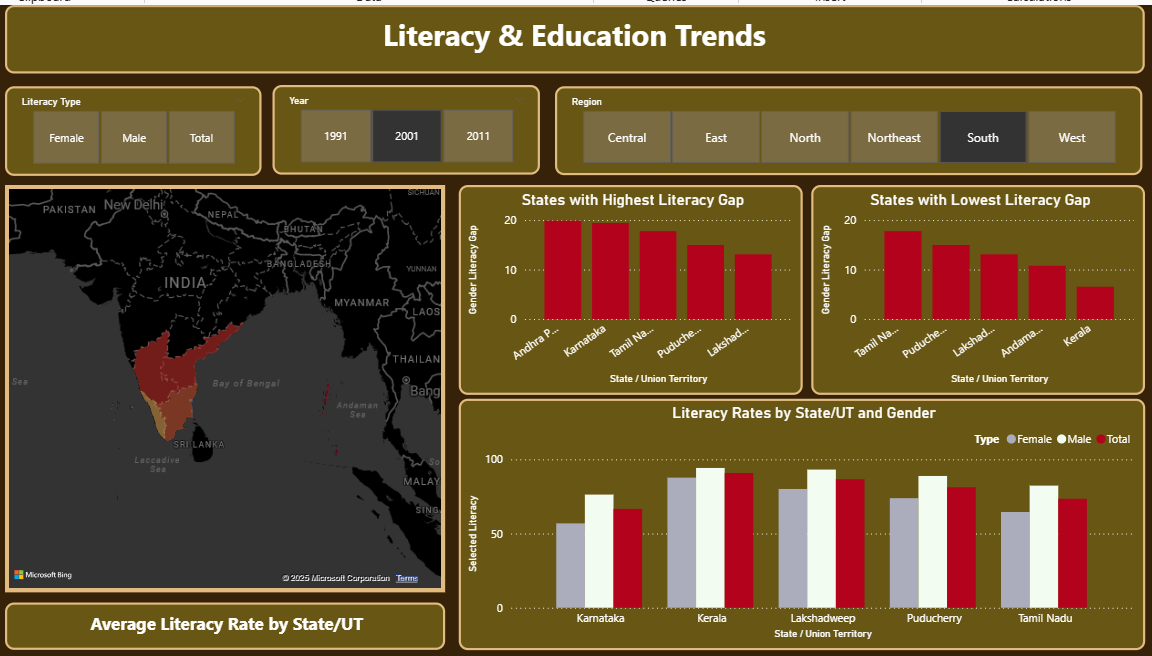 Literacy & Education Trends
Literacy Type
Female
Male
Total
Year
1991
2001
2011
Region
Central
East
North
Northeast
South
West
SICHUAN
PAKISTAN
New Delhi
NEPAL
BHUTAN
BANGLADESH
YUNNAN
INDIA
MYANMAR
LAOS
THAILAN
Bay of Bengal
Sea
Andaman
Sea
Bang
SRI LANKA
Laccadive
Sea
So
MALAY
SING
Microsoft Bing
© 2025 Microsoft Corporation Terms
Average Literacy Rate by State/UT
States with Highest Literacy Gap
Gender Literacy Gap
20
10
0
Andhra P...
Karnataka
Tamil Na...
Puduche...
Lakshad...
State / Union Territory
States with Lowest Literacy Gap
Gender Literacy Gap
20
10
0
Tamil Na...
Puduche...
Lakshad...
Andama...
Kerala
State / Union Territory
Literacy Rates by State/UT and Gender
Type Female Male Total
Selected Literacy
100
50
0
Karnataka
Kerala
Lakshadweep
Puducherry
Tamil Nadu
State / Union Territory